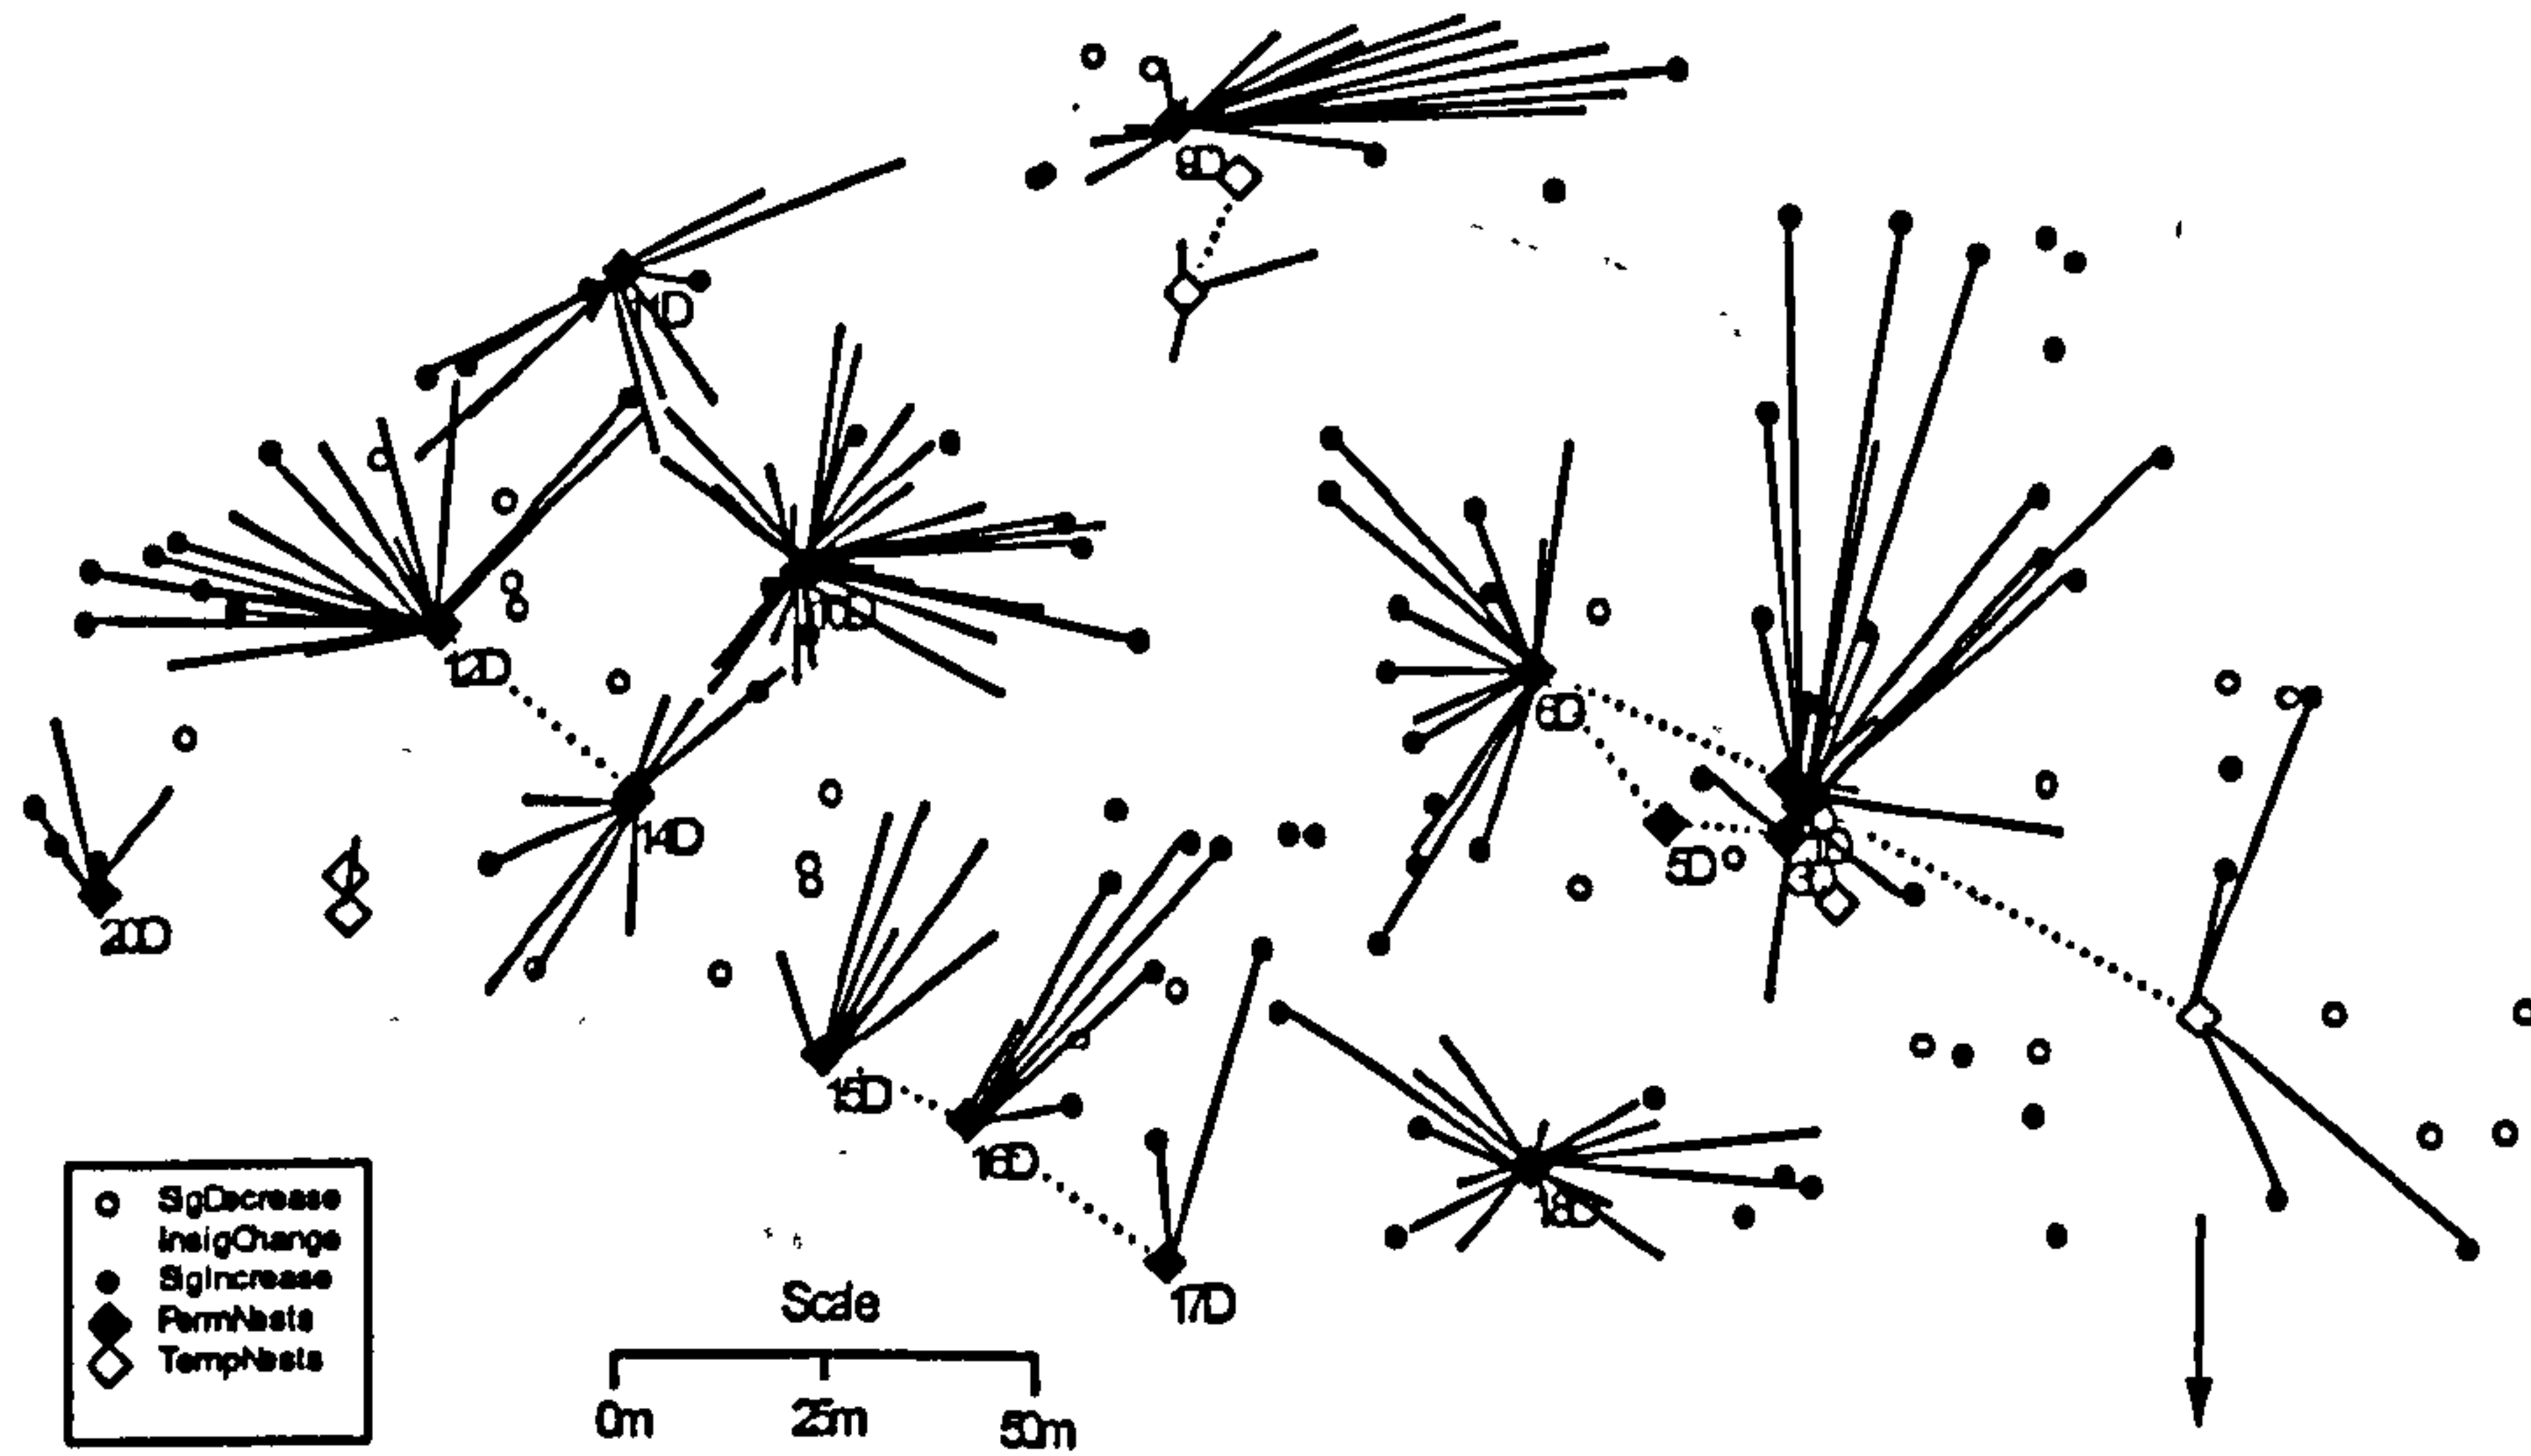 9D
11D
10D
12D
6D
14D
5D
3D
20D
15D
16D
18D
17D
SigDecrease
InsigChange
SigIncrease
PermNests
TempNests
Scale
0m 25m 50m